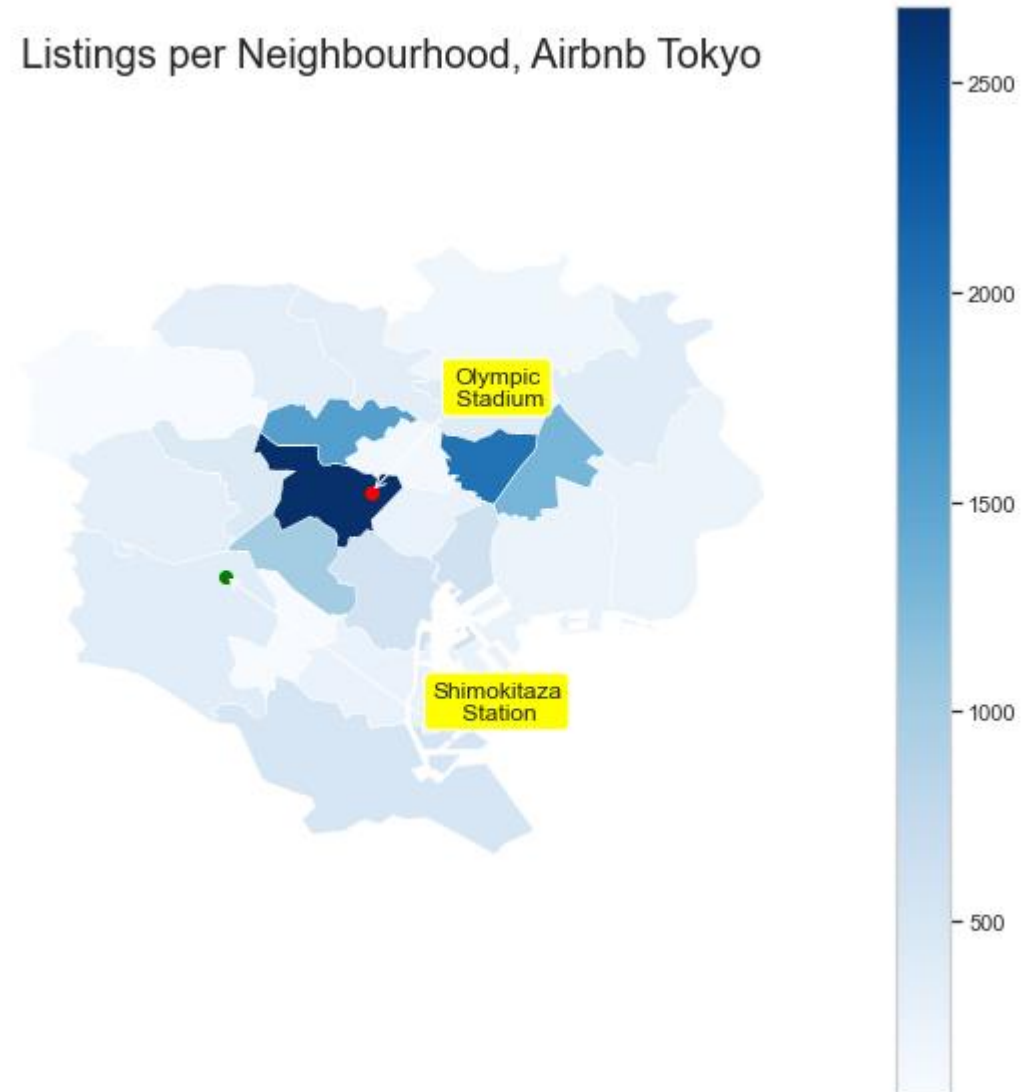 Listings per Neighbourhood, Airbnb Tokyo
2500
2000
Olympic
Stadium
1500
1000
Shimokitaza
Station
500